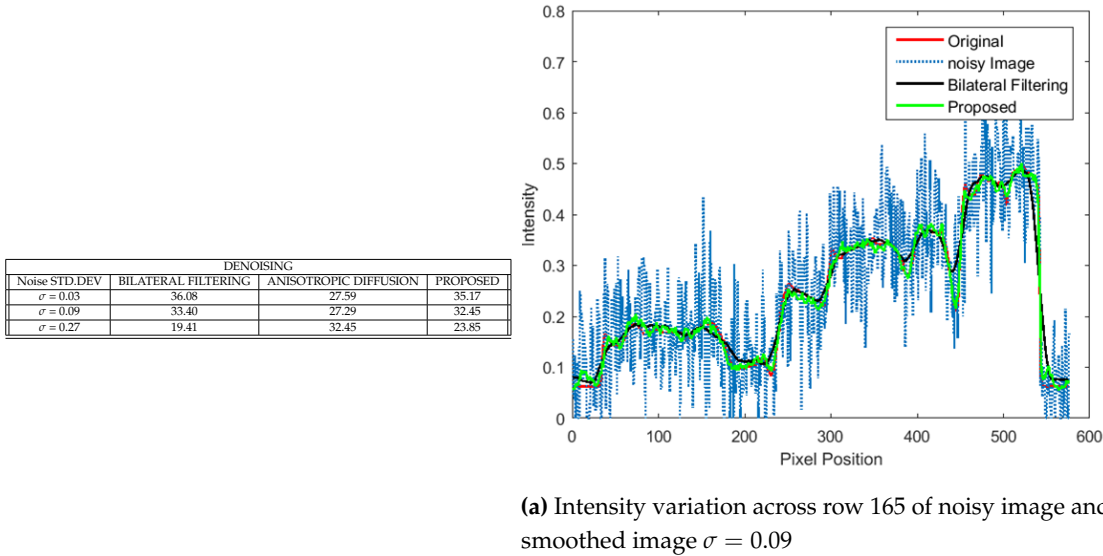 DENOISING
Noise STD.DEV BILATERAL FILTERING ANISOTROPIC DIFFUSION PROPOSED
σ = 0.03 36.08 27.59 35.17
σ = 0.09 33.40 27.29 32.45
σ = 0.27 19.41 32.45 23.85
0.8
0.7
0.6
0.5
0.4
0.3
0.2
0.1
0
Intensity
Original
noisy Image
Bilateral Filtering
Proposed
0 100 200 300 400 500 600
Pixel Position
(a) Intensity variation across row 165 of noisy image and
smoothed image σ = 0.09